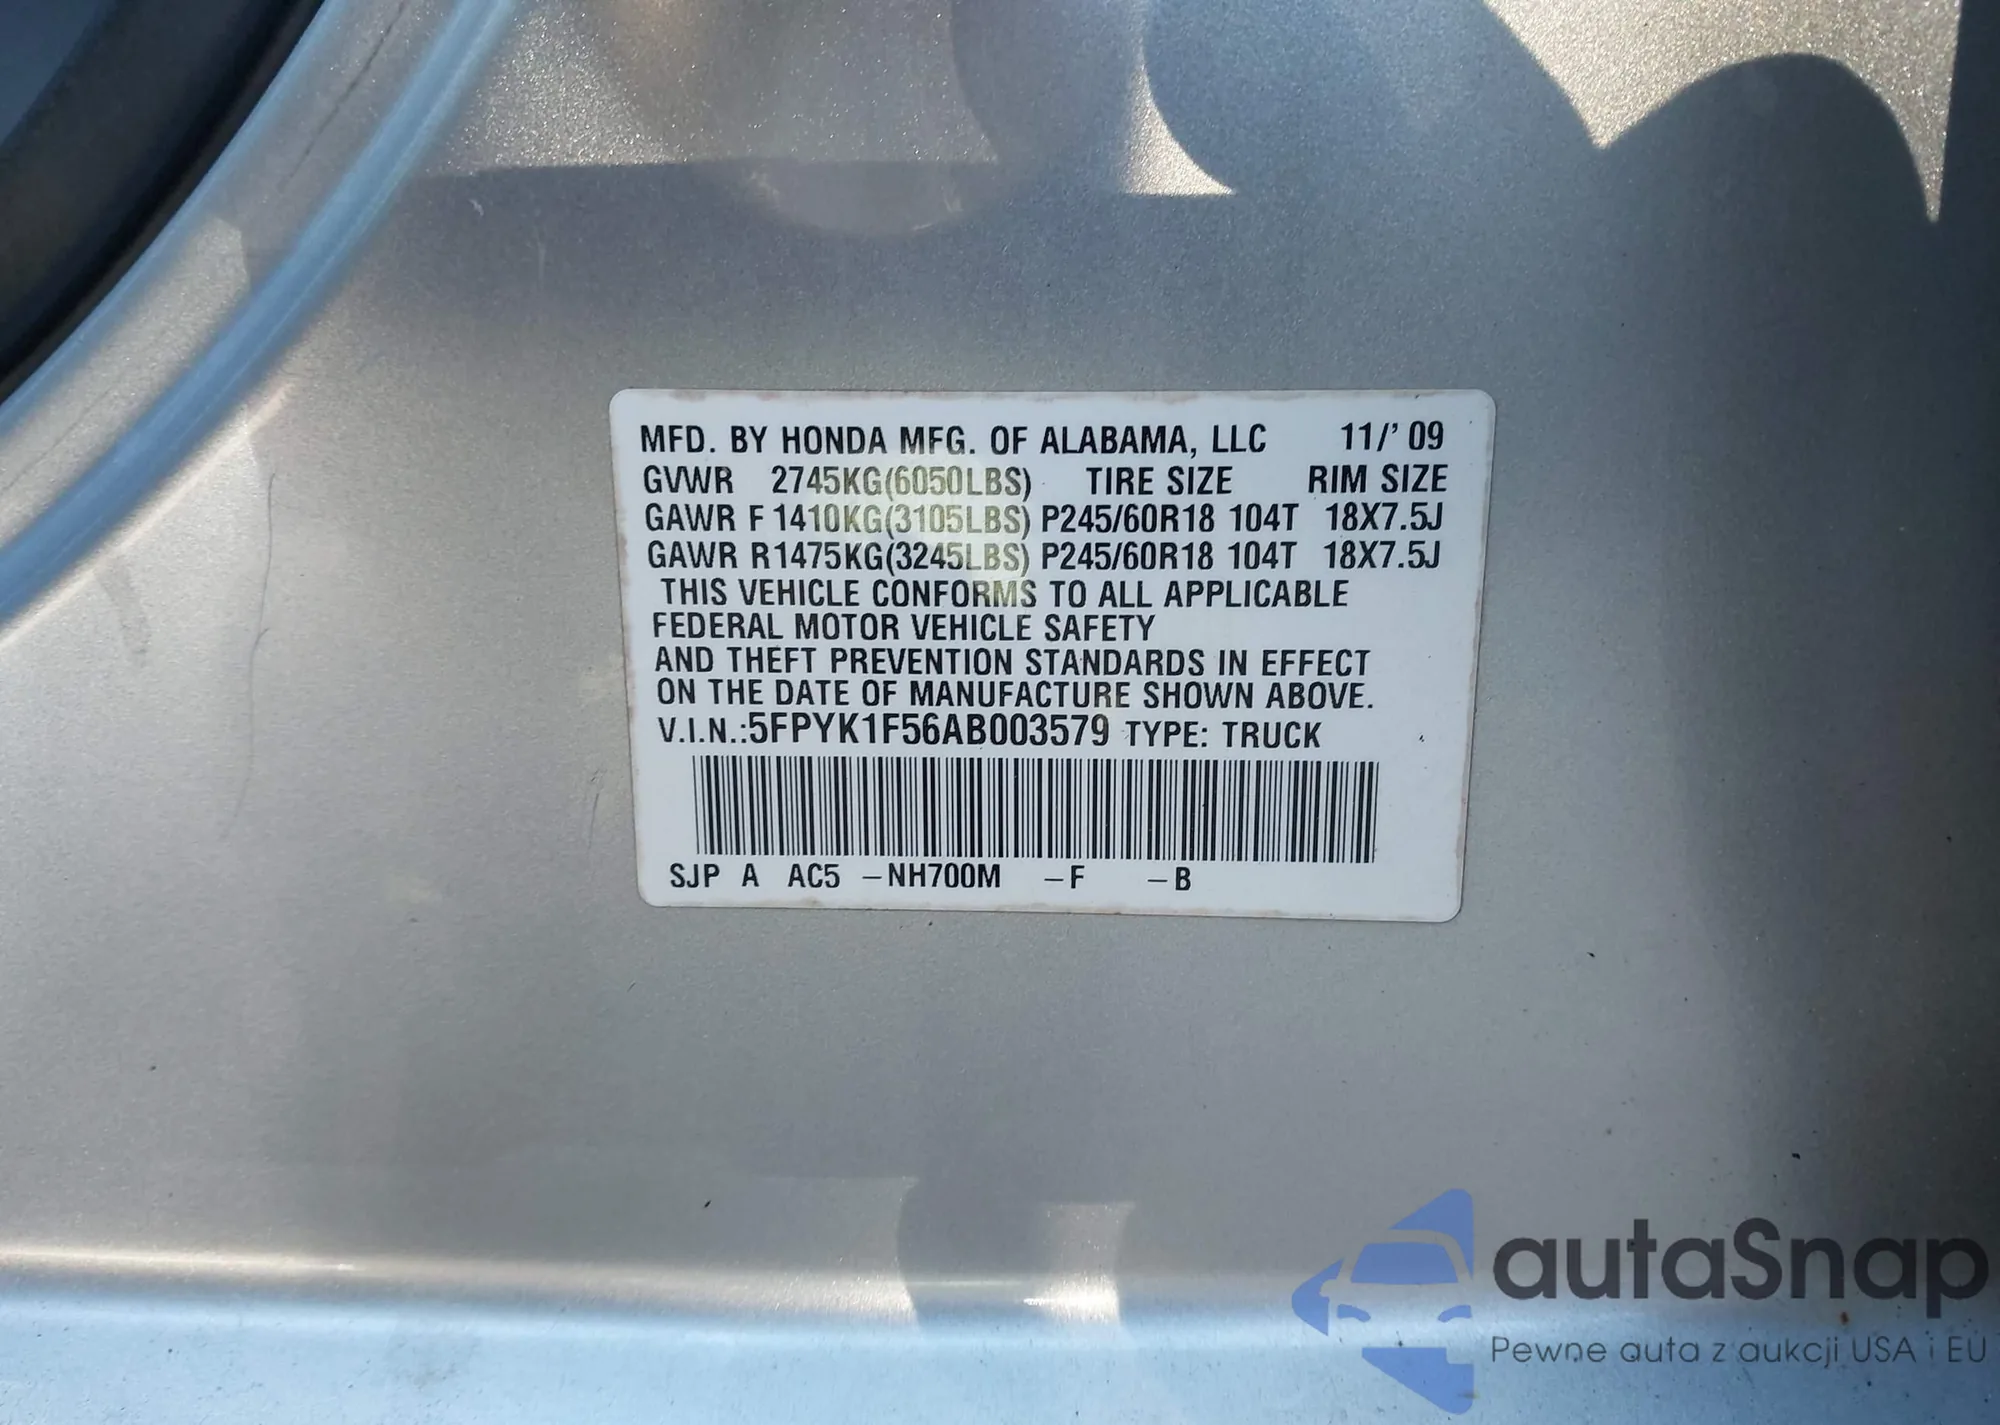 MFD. BY HONDA MFG. OF ALABAMA, LLC 11/'09
GVWR 2745KG(6050LBS) TIRE SIZE RIM SIZE
GAWR F 1410KG(3105LBS) P245/60R18 104T 18X7.5J
GAWR R1475KG(3245LBS) P245/60R18 104T 18X7.5J
THIS VEHICLE CONFORMS TO ALL APPLICABLE
FEDERAL MOTOR VEHICLE SAFETY
AND THEFT PREVENTION STANDARDS IN EFFECT
ON THE DATE OF MANUFACTURE SHOWN ABOVE.
V.I.N.:5FPYK1F56AB003579 TYPE: TRUCK
SJP A AC5 –NH700M –F –B
autaSnap
Pewne auta z aukcji USA i EU